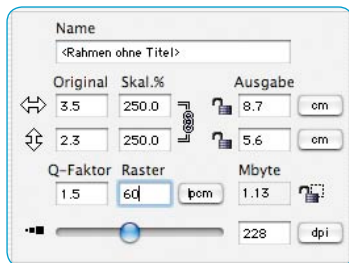 Name
<Rahmen ohne Titel>
Original Skal.% Ausgabe
3.5 250.0 8.7 cm
2.3 250.0 5.6 cm
Q-Faktor Raster Mbyte
1.5 60 lpcm 1.13
228 dpi